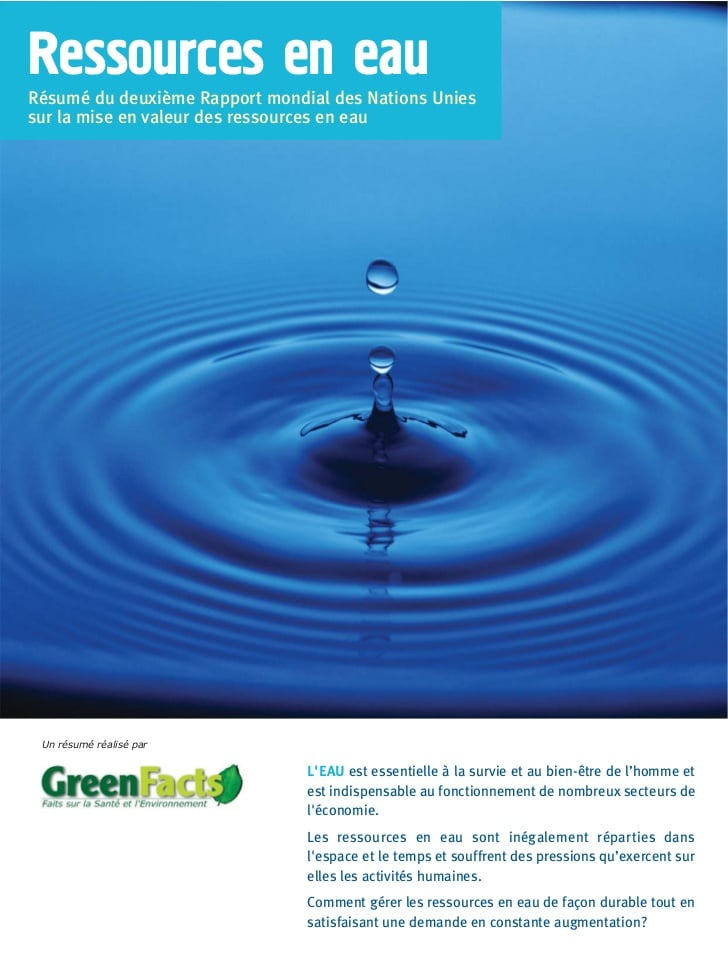 Ressources en eau
Résumé du deuxième Rapport mondial des Nations Unies
sur la mise en valeur des ressources en eau
Un résumé réalisé par
GreenFacts
Faits sur la Santé et l'Environnement
L'EAU est essentielle à la survie et au bien-être de l’homme et
est indispensable au fonctionnement de nombreux secteurs de
l'économie.
Les ressources en eau sont inégalement réparties dans
l'espace et le temps et souffrent des pressions qu’exercent sur
elles les activités humaines.
Comment gérer les ressources en eau de façon durable tout en
satisfaisant une demande en constante augmentation?